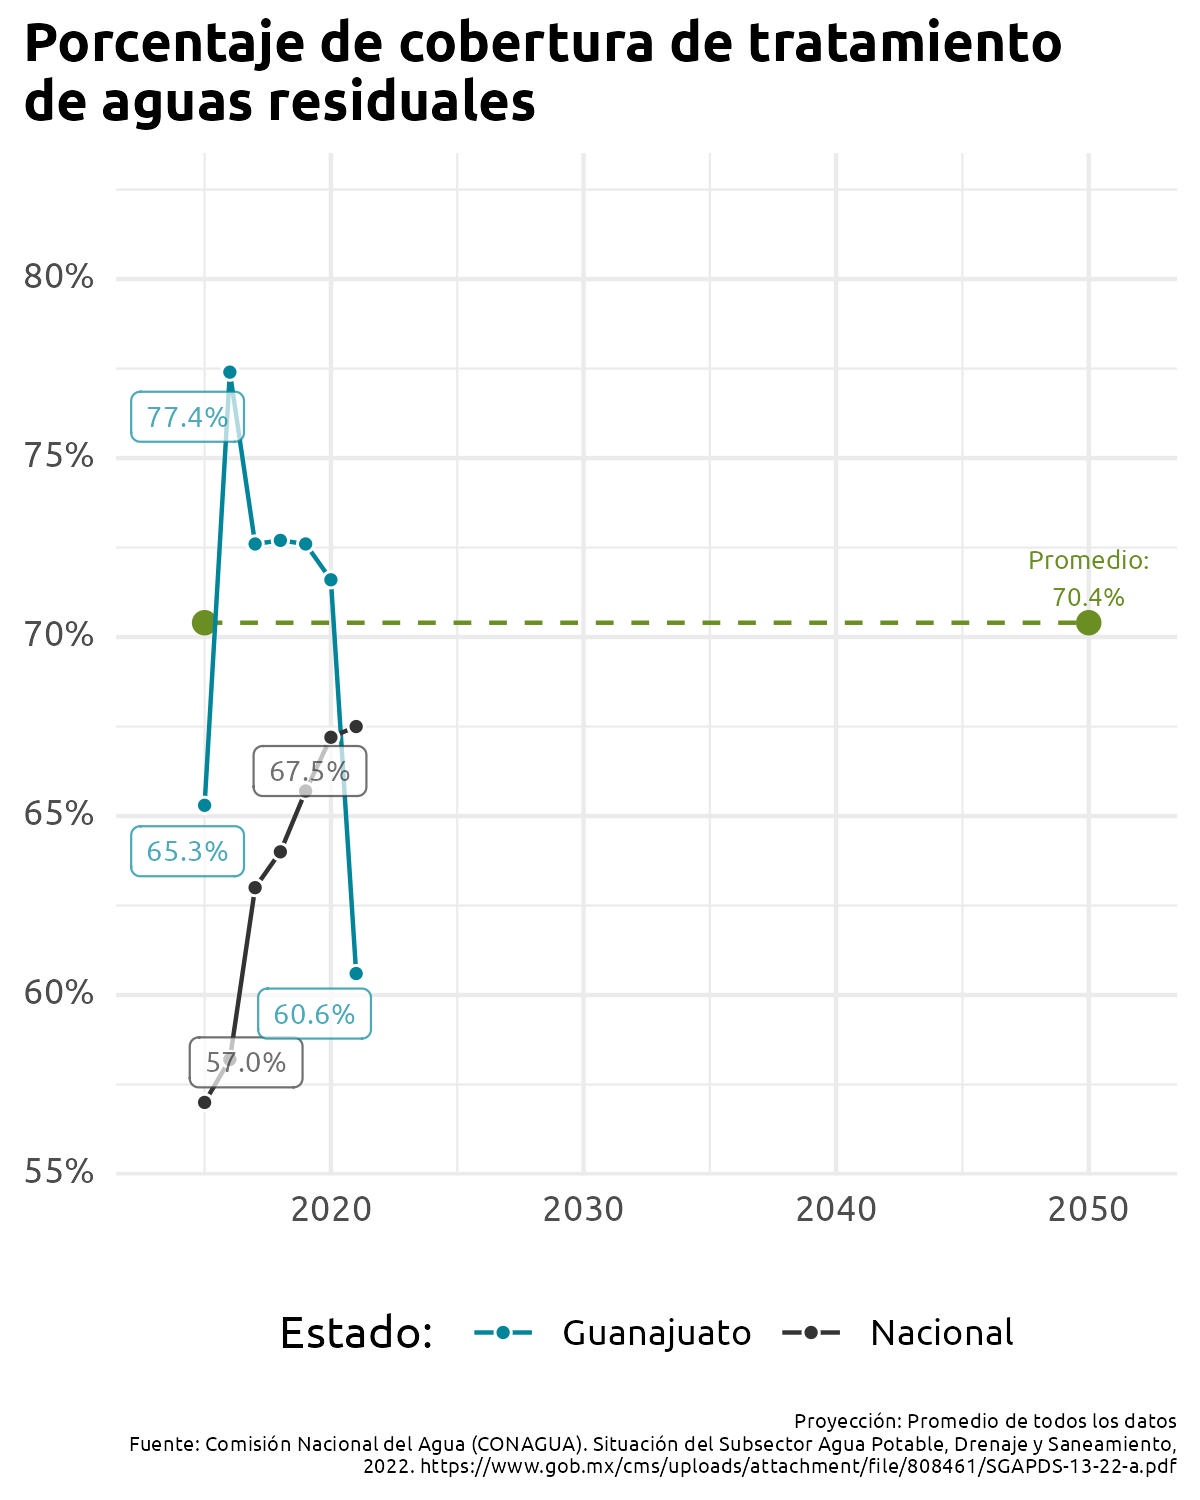 Porcentaje de cobertura de tratamiento
de aguas residuales
80%
75%
70%
65%
60%
55%
77.4%
65.3%
67.5%
60.6%
57.0%
Promedio:
70.4%
2020
2030
2040
2050
Estado:
Guanajuato
Nacional
Proyección: Promedio de todos los datos
Fuente: Comisión Nacional del Agua (CONAGUA). Situación del Subsector Agua Potable, Drenaje y Saneamiento,
2022. https://www.gob.mx/cms/uploads/attachment/file/808461/SGAPDS-13-22-a.pdf